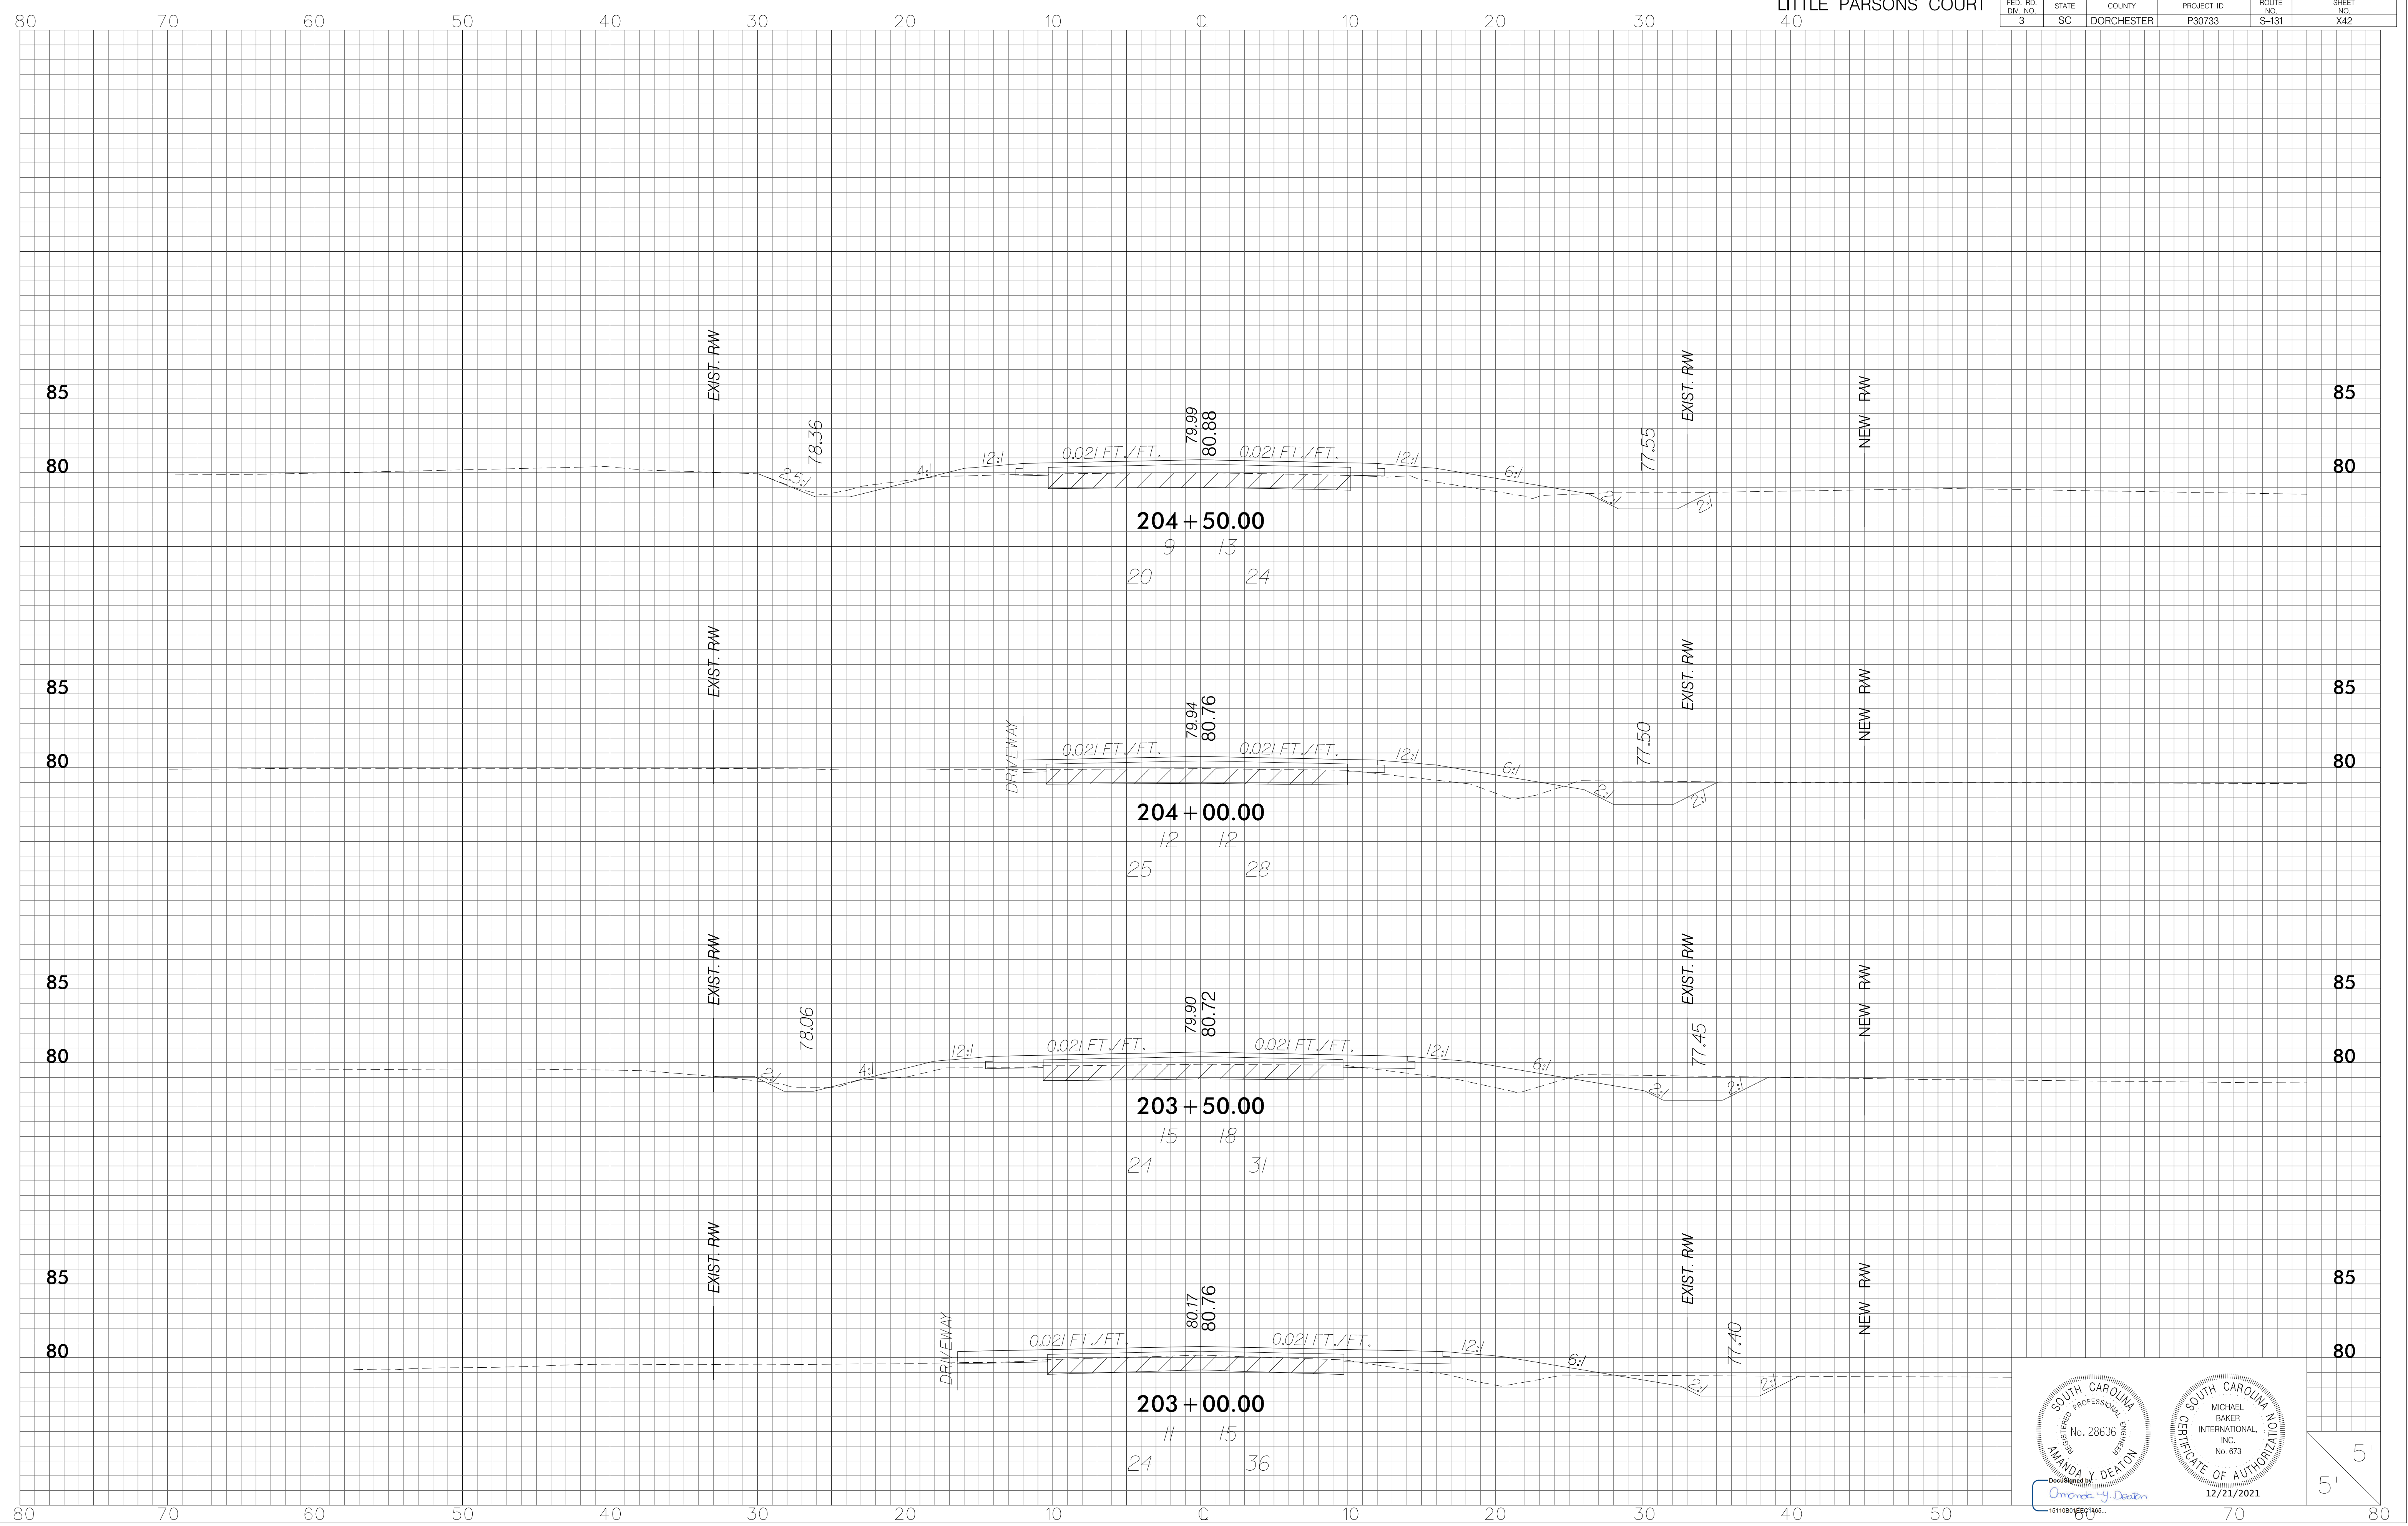 LITTLE PARSONS COURT
FED. RD. DIV. NO. STATE COUNTY PROJECT ID ROUTE NO. SHEET NO.
3 SC DORCHESTER P30733 S-131 X42
80 70 60 50 40 30 20 10 ℄ 10 20 30 40
EXIST. R/W
EXIST. R/W
NEW R/W
85 85
78.36
79.99
80.88
77.55
80 2.5:1 4:1 12:1 0.021 FT./FT. 0.021 FT./FT. 12:1 6:1 2:1 2:1 80
204+50.00
9 13
20 24
EXIST. R/W
EXIST. R/W
NEW R/W
85 85
79.94
80.76
77.50
DRIVEWAY
80 0.021 FT./FT. 0.021 FT./FT. 12:1 6:1 2:1 2:1 80
204+00.00
12 12
25 28
EXIST. R/W
EXIST. R/W
NEW R/W
85 85
78.06
79.90
80.72
77.45
80 2:1 4:1 12:1 0.021 FT./FT. 0.021 FT./FT. 12:1 6:1 2:1 2:1 80
203+50.00
15 18
24 31
EXIST. R/W
EXIST. R/W
NEW R/W
85 85
80.17
80.76
77.40
DRIVEWAY
80 0.021 FT./FT. 0.021 FT./FT. 12:1 6:1 2:1 2:1 80
203+00.00
11 15
24 36
SOUTH CAROLINA
REGISTERED PROFESSIONAL ENGINEER
No. 28636
AMANDA Y DEATON
DocuSigned by:
Amanda Y. Deaton
SOUTH CAROLINA
CERTIFICATE OF AUTHORIZATION
MICHAEL
BAKER
INTERNATIONAL,
INC.
No. 673
12/21/2021
5'
5'
80 70 60 50 40 30 20 10 ℄ 10 20 30 40 50 60 70 80